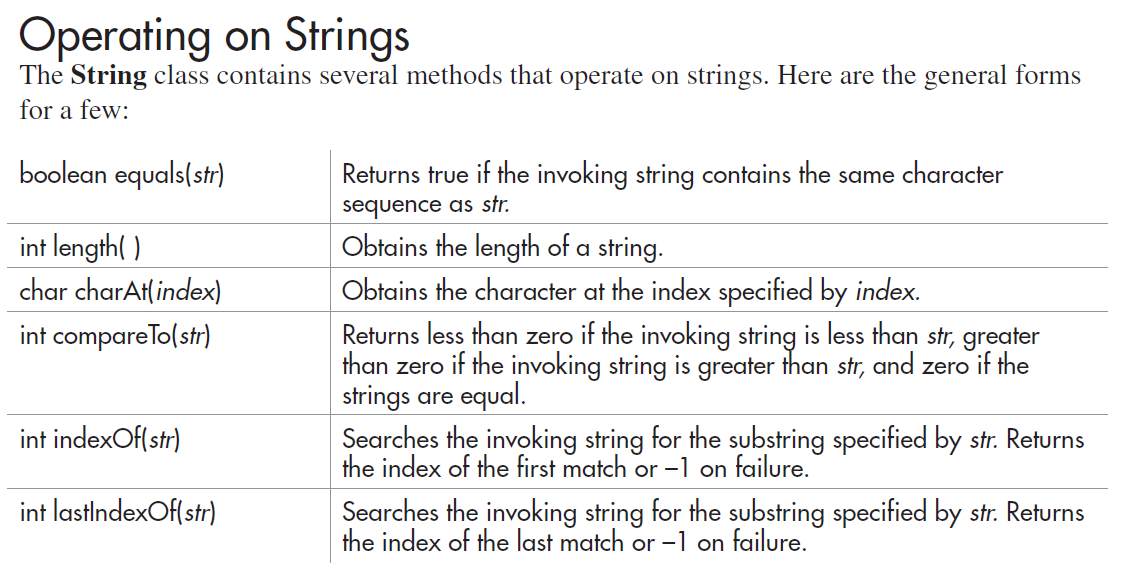 Operating on Strings
The String class contains several methods that operate on strings. Here are the general forms
for a few:
boolean equals(str)
Returns true if the invoking string contains the same character
sequence as str.
int length( )
Obtains the length of a string.
char charAt(index)
Obtains the character at the index specified by index.
int compareTo(str)
Returns less than zero if the invoking string is less than str, greater
than zero if the invoking string is greater than str, and zero if the
strings are equal.
int indexOf(str)
Searches the invoking string for the substring specified by str. Returns
the index of the first match or –1 on failure.
int lastIndexOf(str)
Searches the invoking string for the substring specified by str. Returns
the index of the last match or –1 on failure.